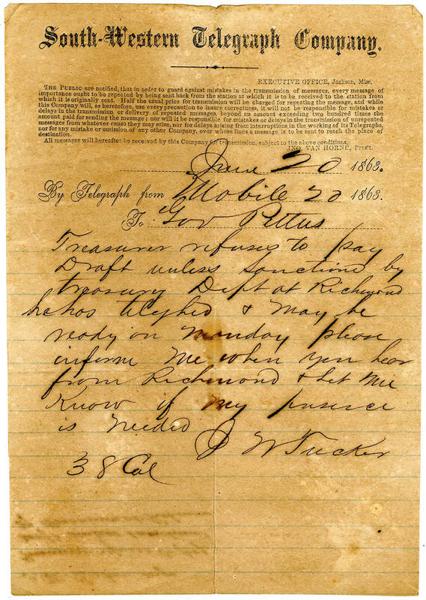 South-Western Telegraph Company.
EXECUTIVE OFFICE, Jackson, Miss.
THE PUBLIC are notified, that in order to guard against mistakes in the transmission of messages, every message of
importance ought to be repeated by being sent back from the station at which it is to be received to the station from
which it is originally sent. Half the usual price for transmission will be charged for repeating the message, and while
this Company will, as heretofore, use every precaution to insure correctness, it will not be responsible for mistakes or
delays in the transmission or delivery of repeated messages, beyond an amount exceeding two hundred times the
amount paid for sending the message; nor will it be responsible for mistakes or delays in the transmission of unrepeated
messages from whatever cause they may arise, nor for delays arising from interruptions in the working of its Telegraphs,
nor for any mistake or omission of any other Company, over whose lines a message is to be sent to reach the place of
destination.
All messages will hereafter be received by this Company for transmission, subject to the above conditions.
JNO. VAN HORNE, Prest.
June 20 1863.
By Telegraph from Mobile 20 1863.
To Gov Pettus
Treasurer refuses to pay
Draft unless sanctioned by
treasury Dept at Richmond
he has telghd & may be
ready on Monday please
inform me when you hear
from Richmond & let me
Know if my presece
is needed J W Tucker
38 Col